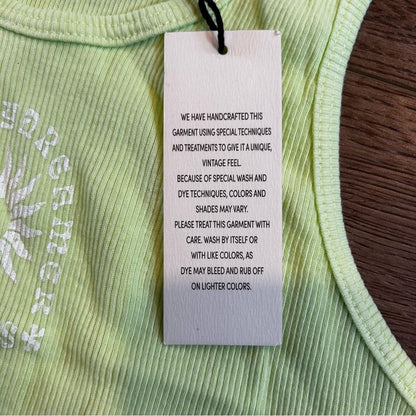 WE HAVE HANDCRAFTED THIS
GARMENT USING SPECIAL TECHNIQUES
AND TREATMENTS TO GIVE IT A UNIQUE,
VINTAGE FEEL.
BECAUSE OF SPECIAL WASH AND
DYE TECHNIQUES, COLORS AND
SHADES MAY VARY.
PLEASE TREAT THIS GARMENT WITH
CARE. WASH BY ITSELF OR
WITH LIKE COLORS, AS
DYE MAY BLEED AND RUB OFF
ON LIGHTER COLORS.